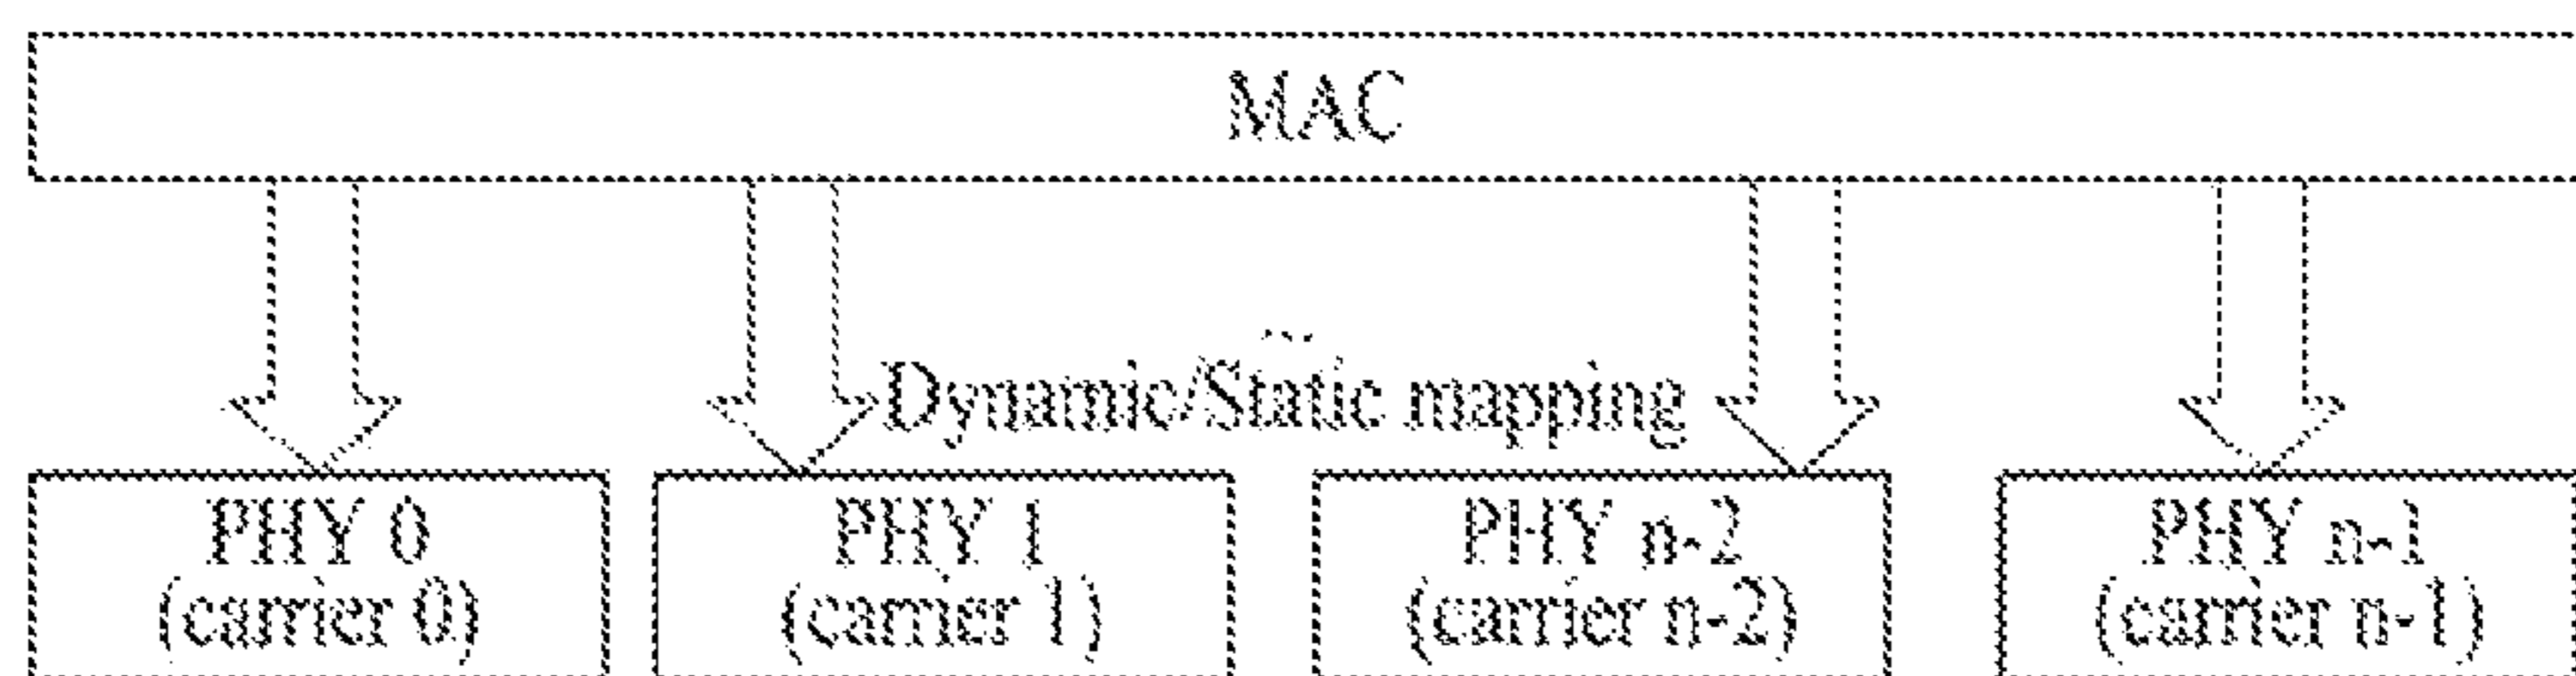 MAC
Dynamic/Static mapping
PHY 0
(carrier 0)
PHY 1
(carrier 1)
PHY n-2
(carrier n-2)
PHY n-1
(carrier n-1)